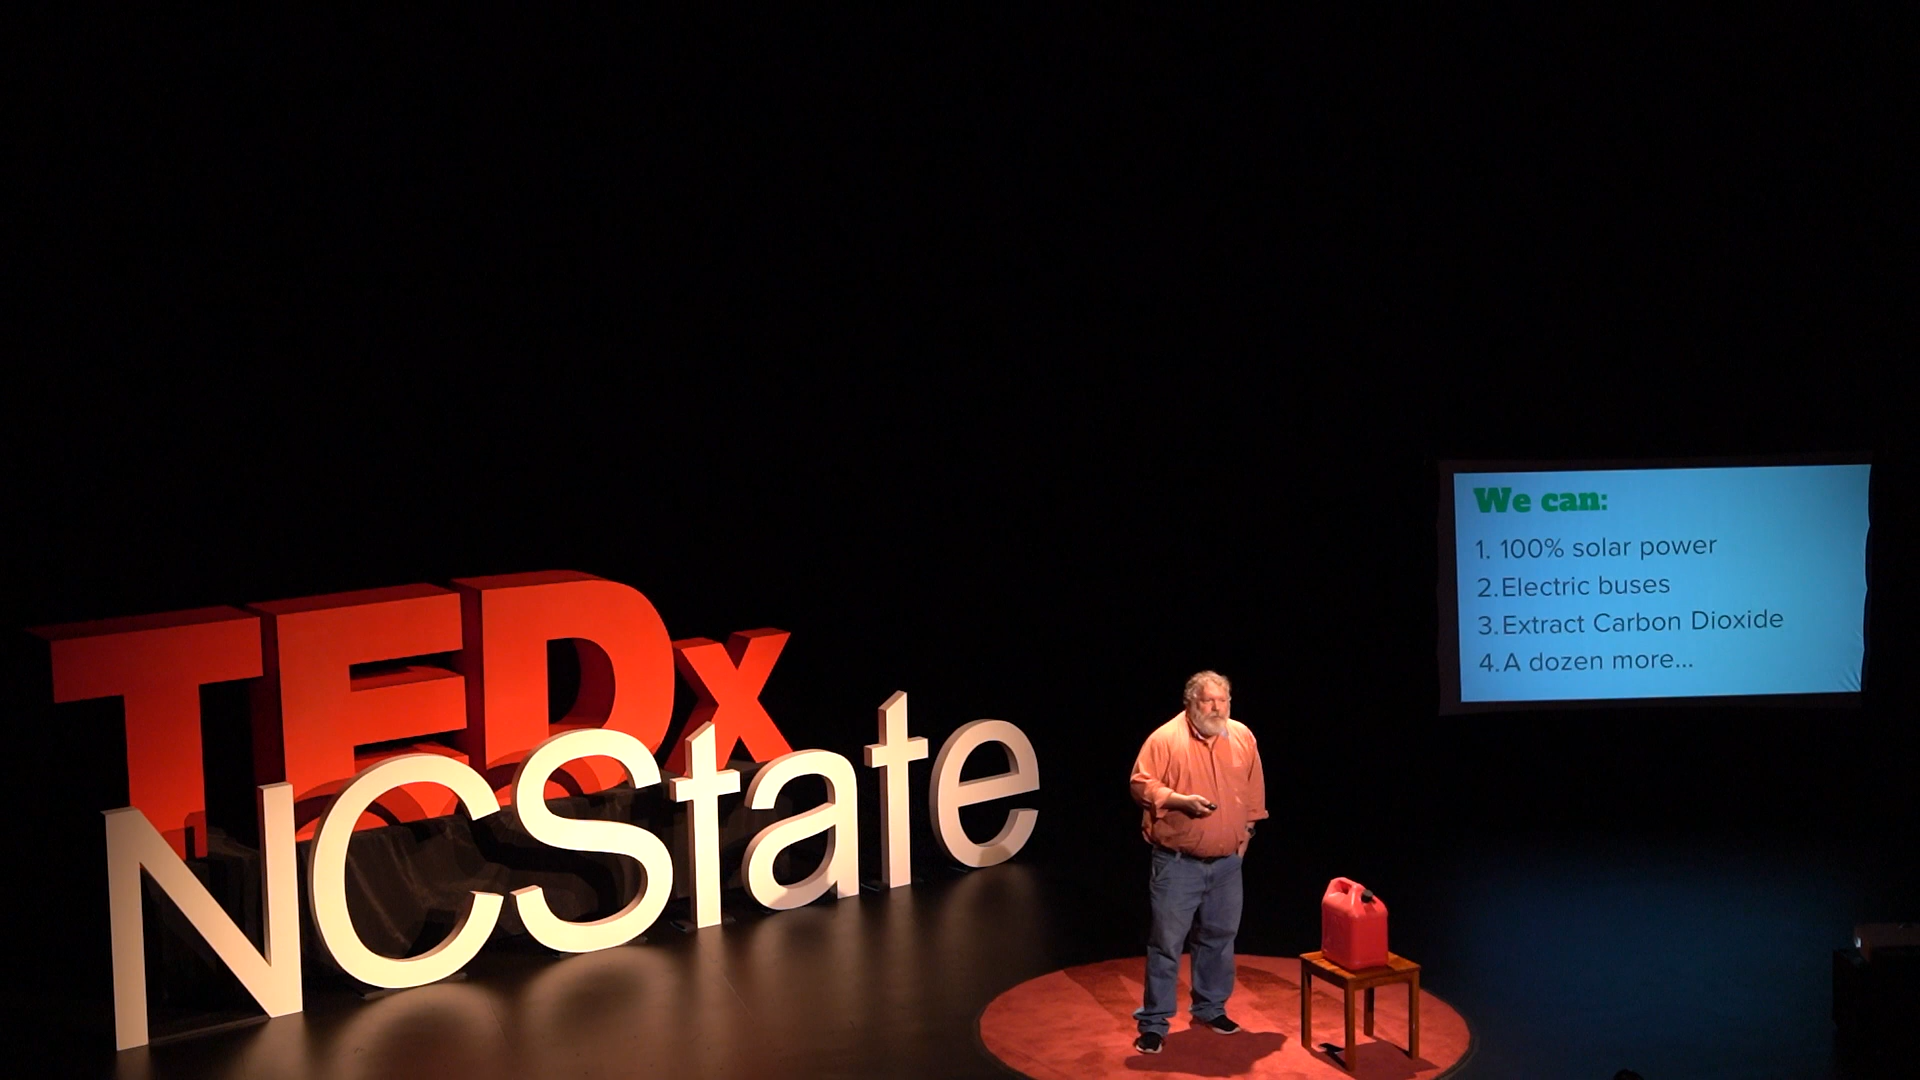 TEDx
NCState
We can:
1. 100% solar power
2. Electric buses
3. Extract Carbon Dioxide
4. A dozen more...